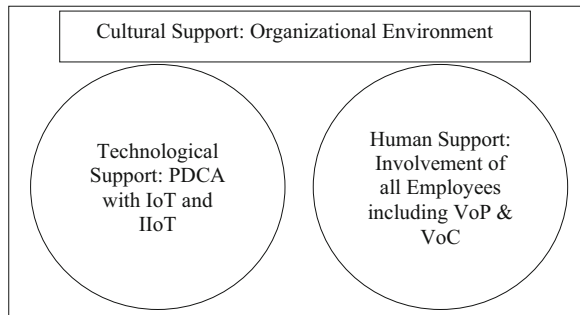 Cultural Support: Organizational Environment
Technological
Support: PDCA
with IoT and
IIoT
Human Support:
Involvement of
all Employees
including VoP &
VoC